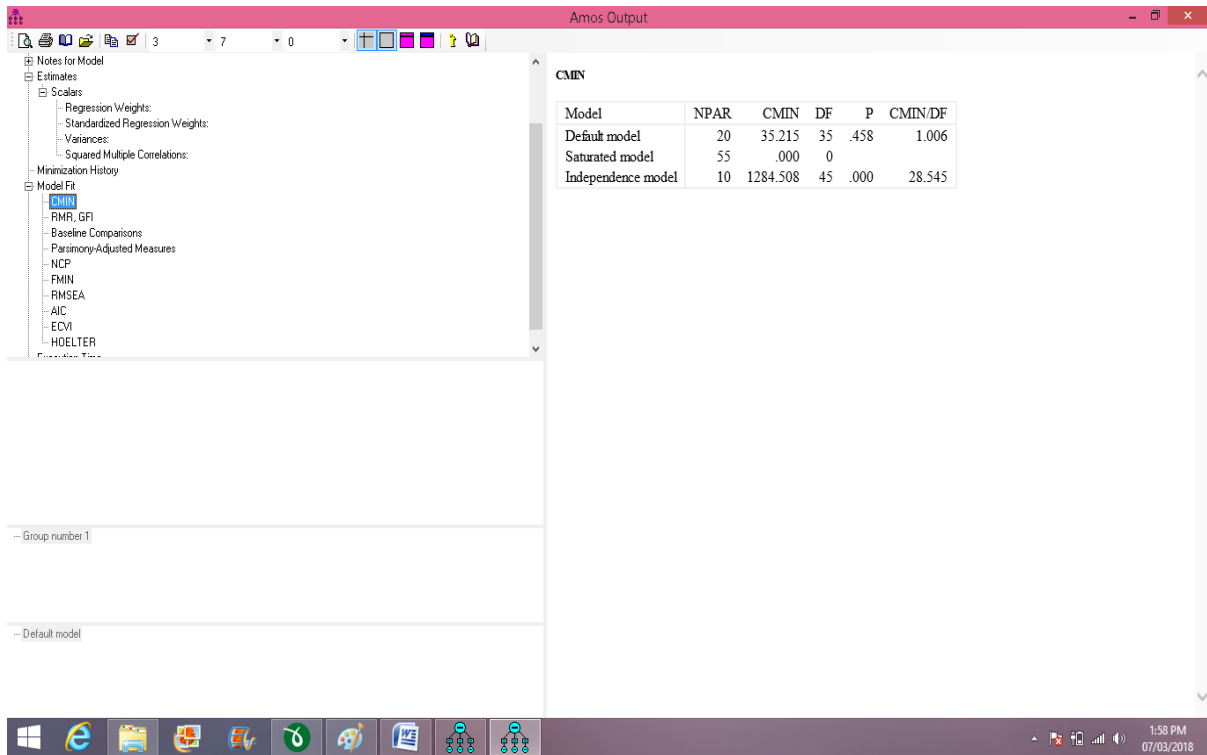 Amos Output
3 7 0
Notes for Model
Estimates
Scalars
Regression Weights:
Standardized Regression Weights:
Variances:
Squared Multiple Correlations:
Minimization History
Model Fit
CMIN
RMR, GFI
Baseline Comparisons
Parsimony-Adjusted Measures
NCP
FMIN
RMSEA
AIC
ECVI
HOELTER
Execution Time
Group number 1
Default model
CMIN
Model NPAR CMIN DF P CMIN/DF
Default model 20 35.215 35 .458 1.006
Saturated model 55 .000 0
Independence model 10 1284.508 45 .000 28.545
1:58 PM
07/03/2018